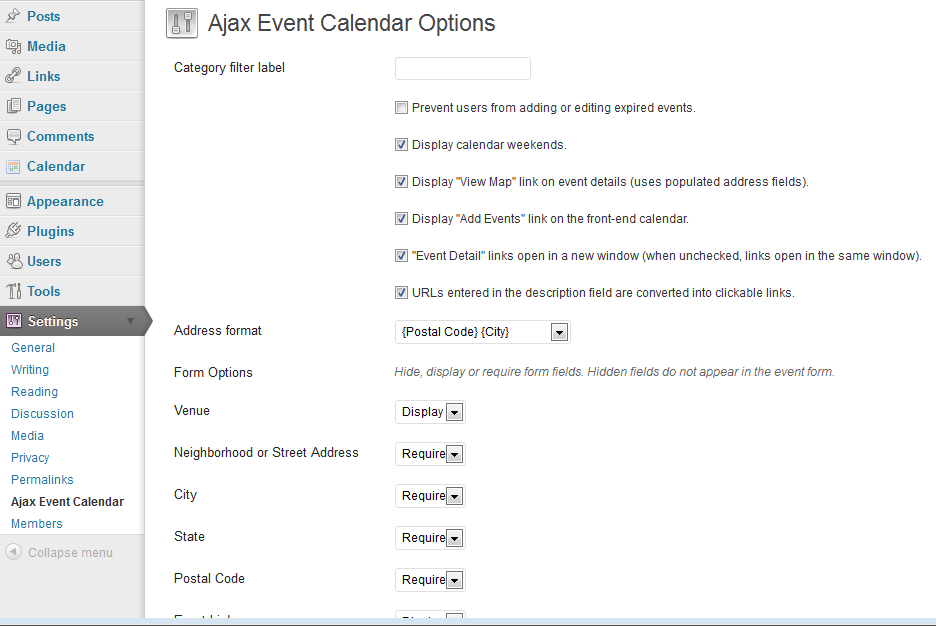 Posts
Media
Links
Pages
Comments
Calendar
Appearance
Plugins
Users
Tools
Settings
General
Writing
Reading
Discussion
Media
Privacy
Permalinks
Ajax Event Calendar
Members
Collapse menu
Ajax Event Calendar Options
Category filter label
Prevent users from adding or editing expired events.
Display calendar weekends.
Display "View Map" link on event details (uses populated address fields).
Display "Add Events" link on the front-end calendar.
"Event Detail" links open in a new window (when unchecked, links open in the same window).
URLs entered in the description field are converted into clickable links.
Address format {Postal Code} {City}
Form Options Hide, display or require form fields. Hidden fields do not appear in the event form.
Venue Display
Neighborhood or Street Address Require
City Require
State Require
Postal Code Require